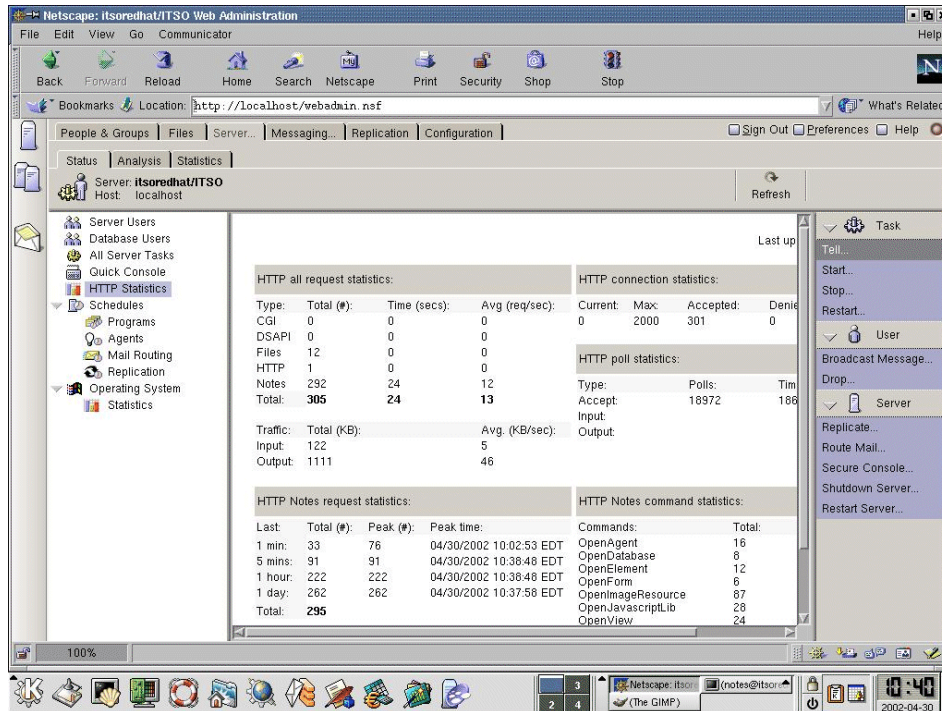 Netscape: itsoredhat/ITSO Web Administration
File Edit View Go Communicator Help
Back Forward Reload Home Search Netscape Print Security Shop Stop
My
N
Bookmarks Location: http://localhost/webadmin.nsf What's Related
People & Groups Files Server... Messaging... Replication Configuration Sign Out Preferences Help
Status Analysis Statistics
Server: itsoredhat/ITSO
Host: localhost
Refresh
Server Users
Database Users
All Server Tasks
Quick Console
HTTP Statistics
Schedules
Programs
Agents
Mail Routing
Replication
Operating System
Statistics
Last up
HTTP all request statistics:
Type: Total (#): Time (secs): Avg (req/sec):
CGI 0 0 0
DSAPI 0 0 0
Files 12 0 0
HTTP 1 0 0
Notes 292 24 12
Total: 305 24 13
Traffic: Total (KB): Avg. (KB/sec):
Input: 122 5
Output: 1111 46
HTTP connection statistics:
Current: Max: Accepted: Denie
0 2000 301 0
HTTP poll statistics:
Type: Polls: Tim
Accept: 18972 186
Input:
Output:
HTTP Notes request statistics:
Last: Total (#): Peak (#): Peak time:
1 min: 33 76 04/30/2002 10:02:53 EDT
5 mins: 91 91 04/30/2002 10:38:48 EDT
1 hour: 222 222 04/30/2002 10:38:48 EDT
1 day: 262 262 04/30/2002 10:37:58 EDT
Total: 295
HTTP Notes command statistics:
Commands: Total:
OpenAgent 16
OpenDatabase 8
OpenElement 12
OpenForm 6
OpenImageResource 87
OpenJavascriptLib 28
OpenView 24
Task
Tell...
Start...
Stop...
Restart...
User
Broadcast Message...
Drop...
Server
Replicate...
Route Mail...
Secure Console...
Shutdown Server...
Restart Server...
100%
3
2 4
Netscape: itsore
(notes@itsore
(The GIMP)
10:40
2002-04-30